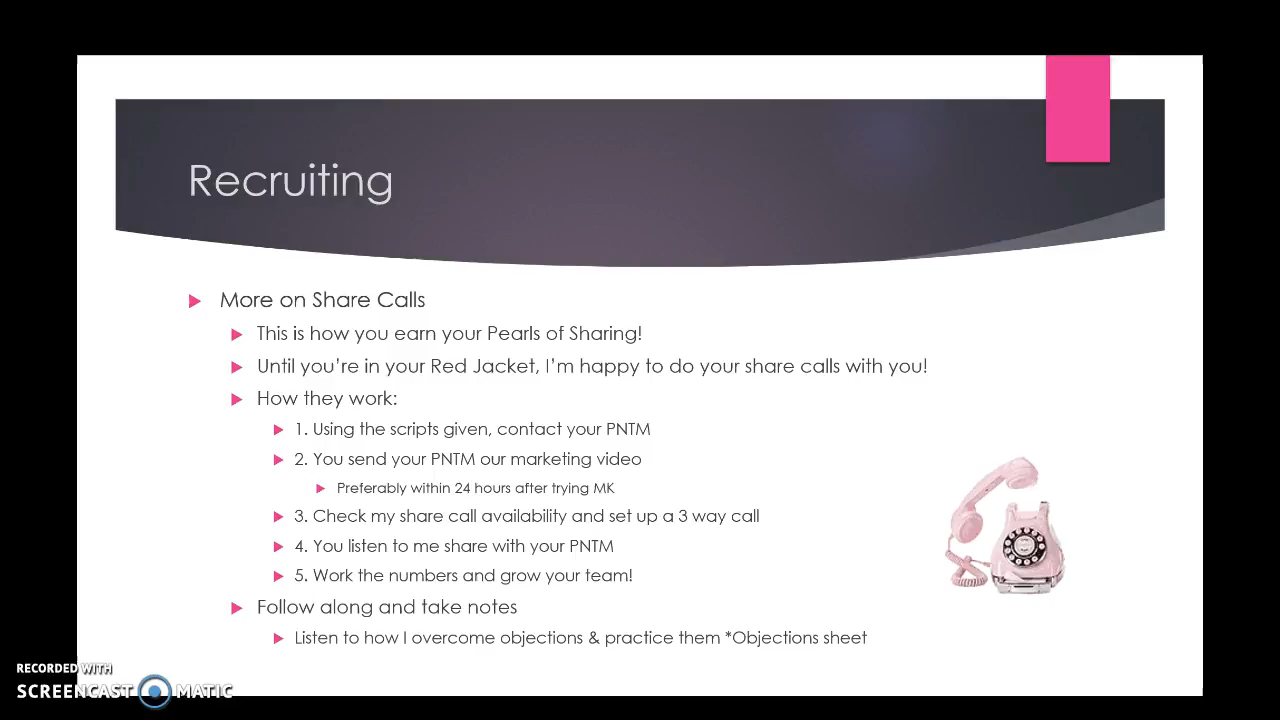 Recruiting
More on Share Calls
This is how you earn your Pearls of Sharing!
Until you're in your Red Jacket, I'm happy to do your share calls with you!
How they work:
1. Using the scripts given, contact your PNTM
2. You send your PNTM our marketing video
Preferably within 24 hours after trying MK
3. Check my share call availability and set up a 3 way call
4. You listen to me share with your PNTM
5. Work the numbers and grow your team!
Follow along and take notes
Listen to how I overcome objections & practice them *Objections sheet
RECORDED WITH
SCREENCAST MATIC